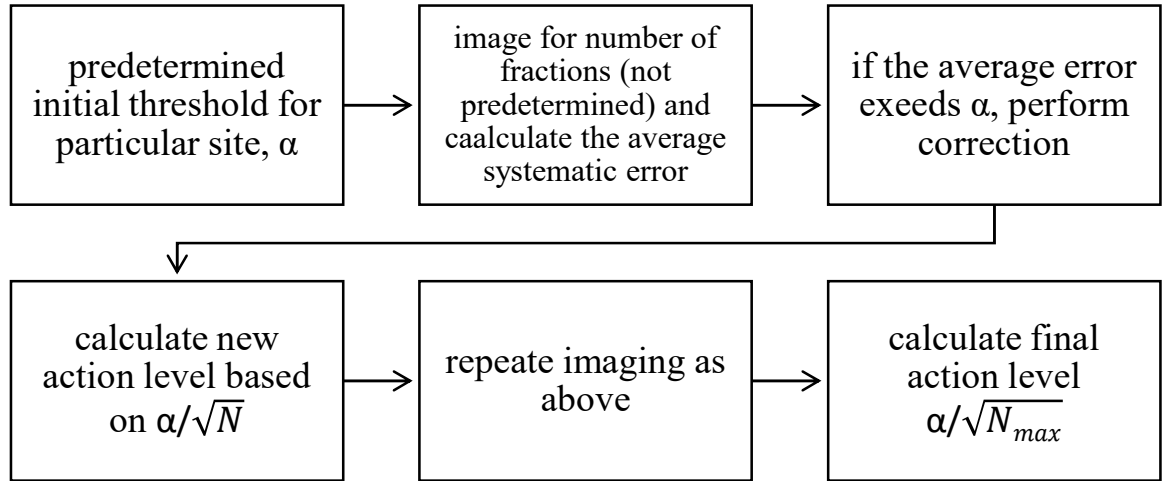 predetermined
initial threshold for
particular site, α
image for number of
fractions (not
predetermined) and
caalculate the average
systematic error
if the average error
exceeds α, perform
correction
calculate new
action level based
on α/√N
repeat imaging as
above
calculate final
action level
α/√N_max